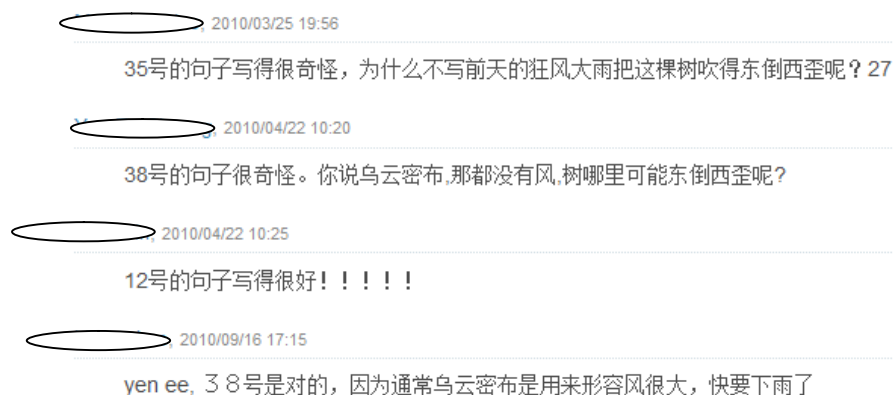 , 2010/03/25 19:56
35号的句子写得很奇怪，为什么不写前天的狂风大雨把这棵树吹得东倒西歪呢？27
, 2010/04/22 10:20
38号的句子很奇怪。你说乌云密布,那都没有风,树哪里可能东倒西歪呢?
, 2010/04/22 10:25
12号的句子写得很好！！！！！
, 2010/09/16 17:15
yen ee, ３８号是对的，因为通常乌云密布是用来形容风很大，快要下雨了